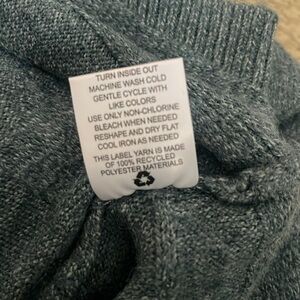 TURN INSIDE OUT
MACHINE WASH COLD
GENTLE CYCLE WITH
LIKE COLORS
USE ONLY NON-CHLORINE
BLEACH WHEN NEEDED
RESHAPE AND DRY FLAT
COOL IRON AS NEEDED
THIS LABEL YARN IS MADE
OF 100% RECYCLED
POLYESTER MATERIALS